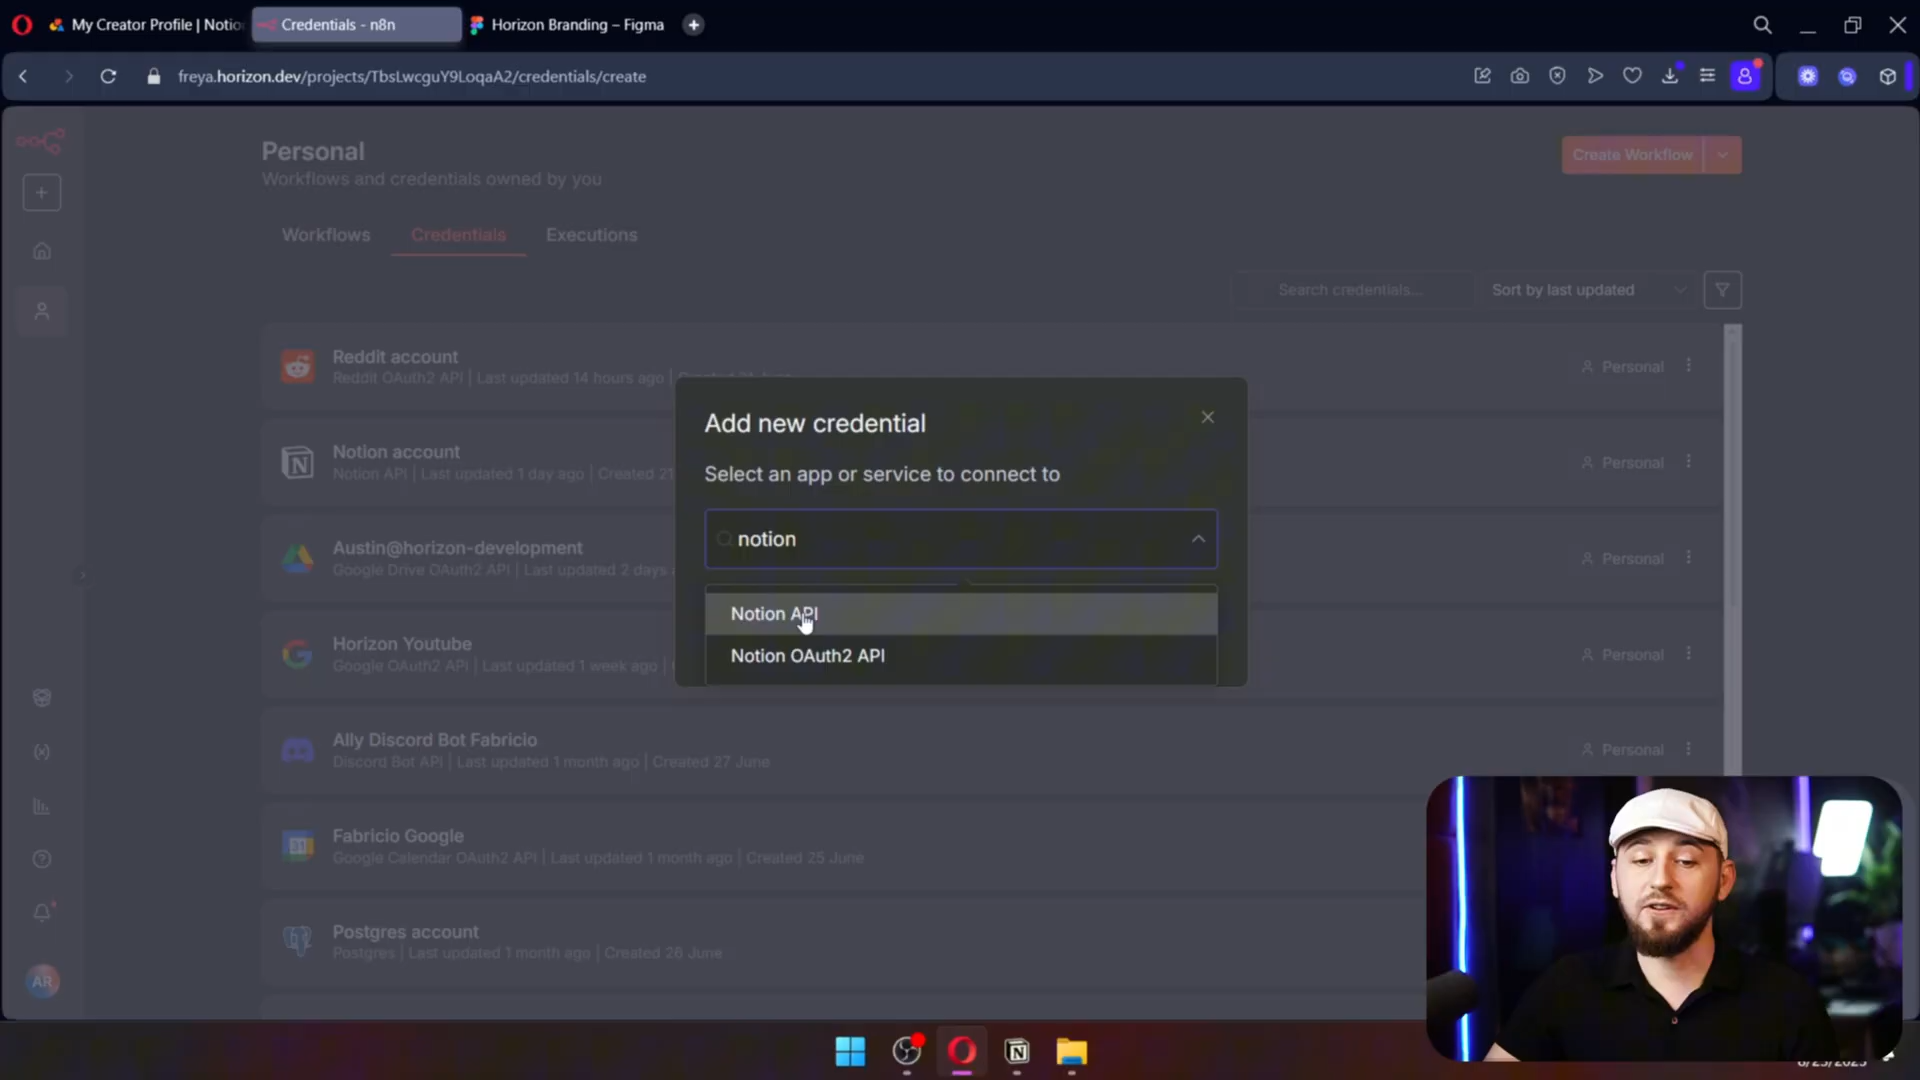 My Creator Profile | Notio
Credentials - n8n
Horizon Branding – Figma
freya.horizon.dev/projects/TbsLwcguY9LoqaA2/credentials/create
Personal
Workflows and credentials owned by you
Create Workflow
Workflows
Credentials
Executions
Search credentials...
Sort by last updated
Reddit account
Reddit OAuth2 API | Last updated 14 hours ago |
Personal
Notion account
Notion API | Last updated 1 day ago | Created 21
Personal
Austin@horizon-development
Google Drive OAuth2 API | Last updated 2 days
Personal
Horizon Youtube
Google OAuth2 API | Last updated 1 week ago |
Personal
Ally Discord Bot Fabricio
Discord Bot API | Last updated 1 month ago | Created 27 June
Personal
Fabricio Google
Google Calendar OAuth2 API | Last updated 1 month ago | Created 25 June
Postgres account
Postgres | Last updated 1 month ago | Created 26 June
Add new credential
Select an app or service to connect to
notion
Notion API
Notion OAuth2 API
31
AR